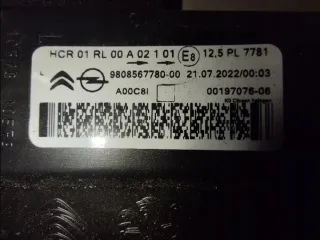 HCR 01 RL 00 A 02 1 01 E8 12,5 PL 7781
9808567780-00 21.07.2022/00:03
A00C8i 00197076-06